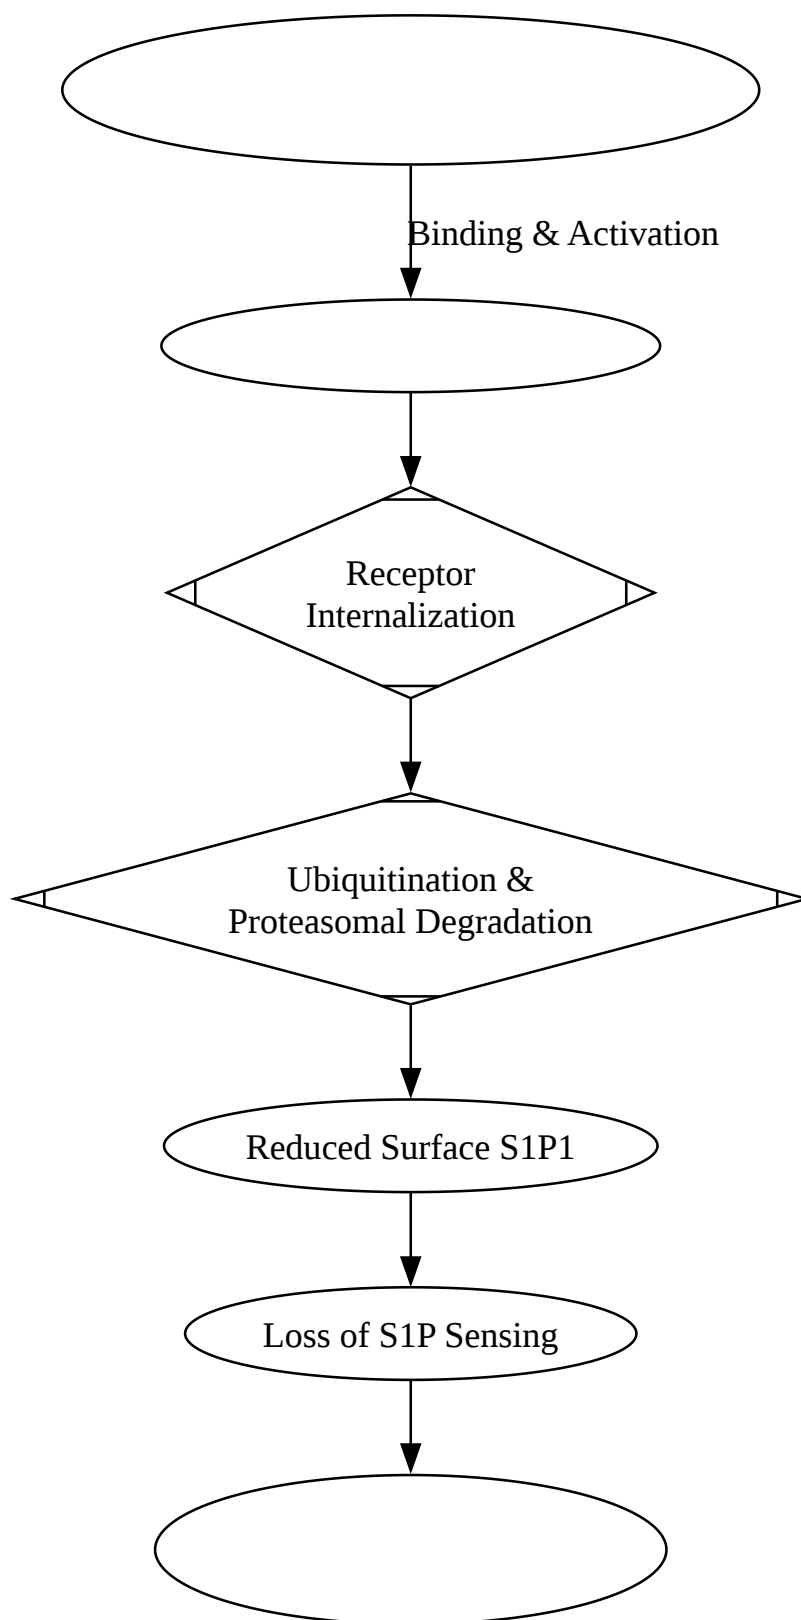 Binding & Activation
Receptor
Internalization
Ubiquitination &
Proteasomal Degradation
Reduced Surface S1P1
Loss of S1P Sensing